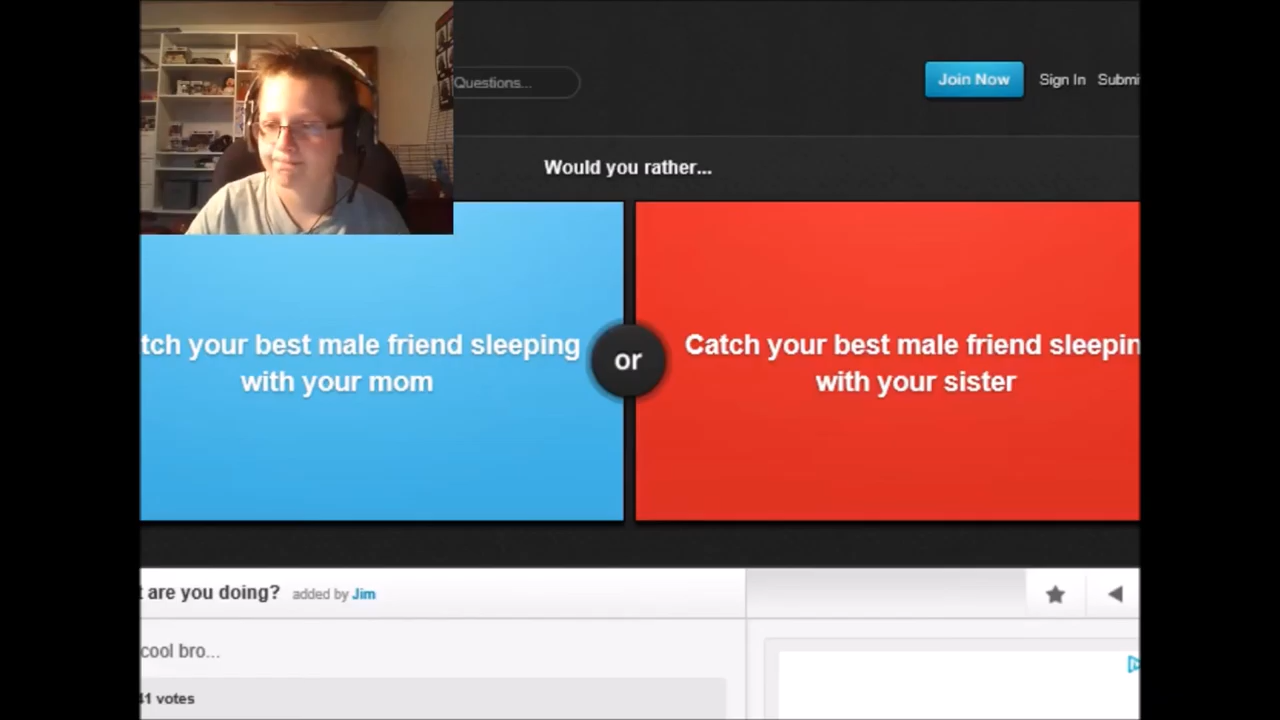 Questions...
Join Now
Sign In
Submi
Would you rather...
tch your best male friend sleeping
with your mom
or
Catch your best male friend sleepin
with your sister
t are you doing? added by Jim
cool bro...
41 votes